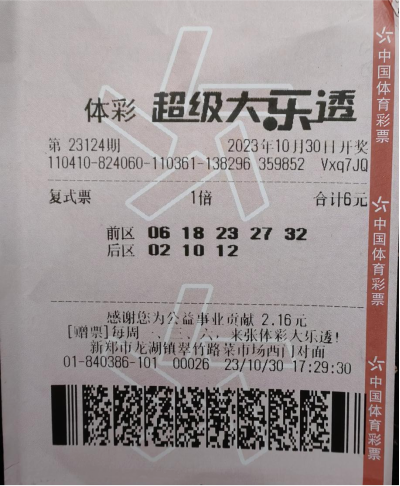 体彩 超级大乐透
第 23124期 2023年10月30日开奖
110410-824060-110361-138296 359852 Vxq7JQ
复式票 1倍 合计6元
前区 06 18 23 27 32
后区 02 10 12
感谢您为公益事业贡献 2.16元
[赠票]每周一、三、六，来张体彩大乐透!
新郑市龙湖镇翠竹路菜市场西门对面
01-840386-101 00026 23/10/30 17:29:30
中国体育彩票
中国体育彩票
中国体育彩票